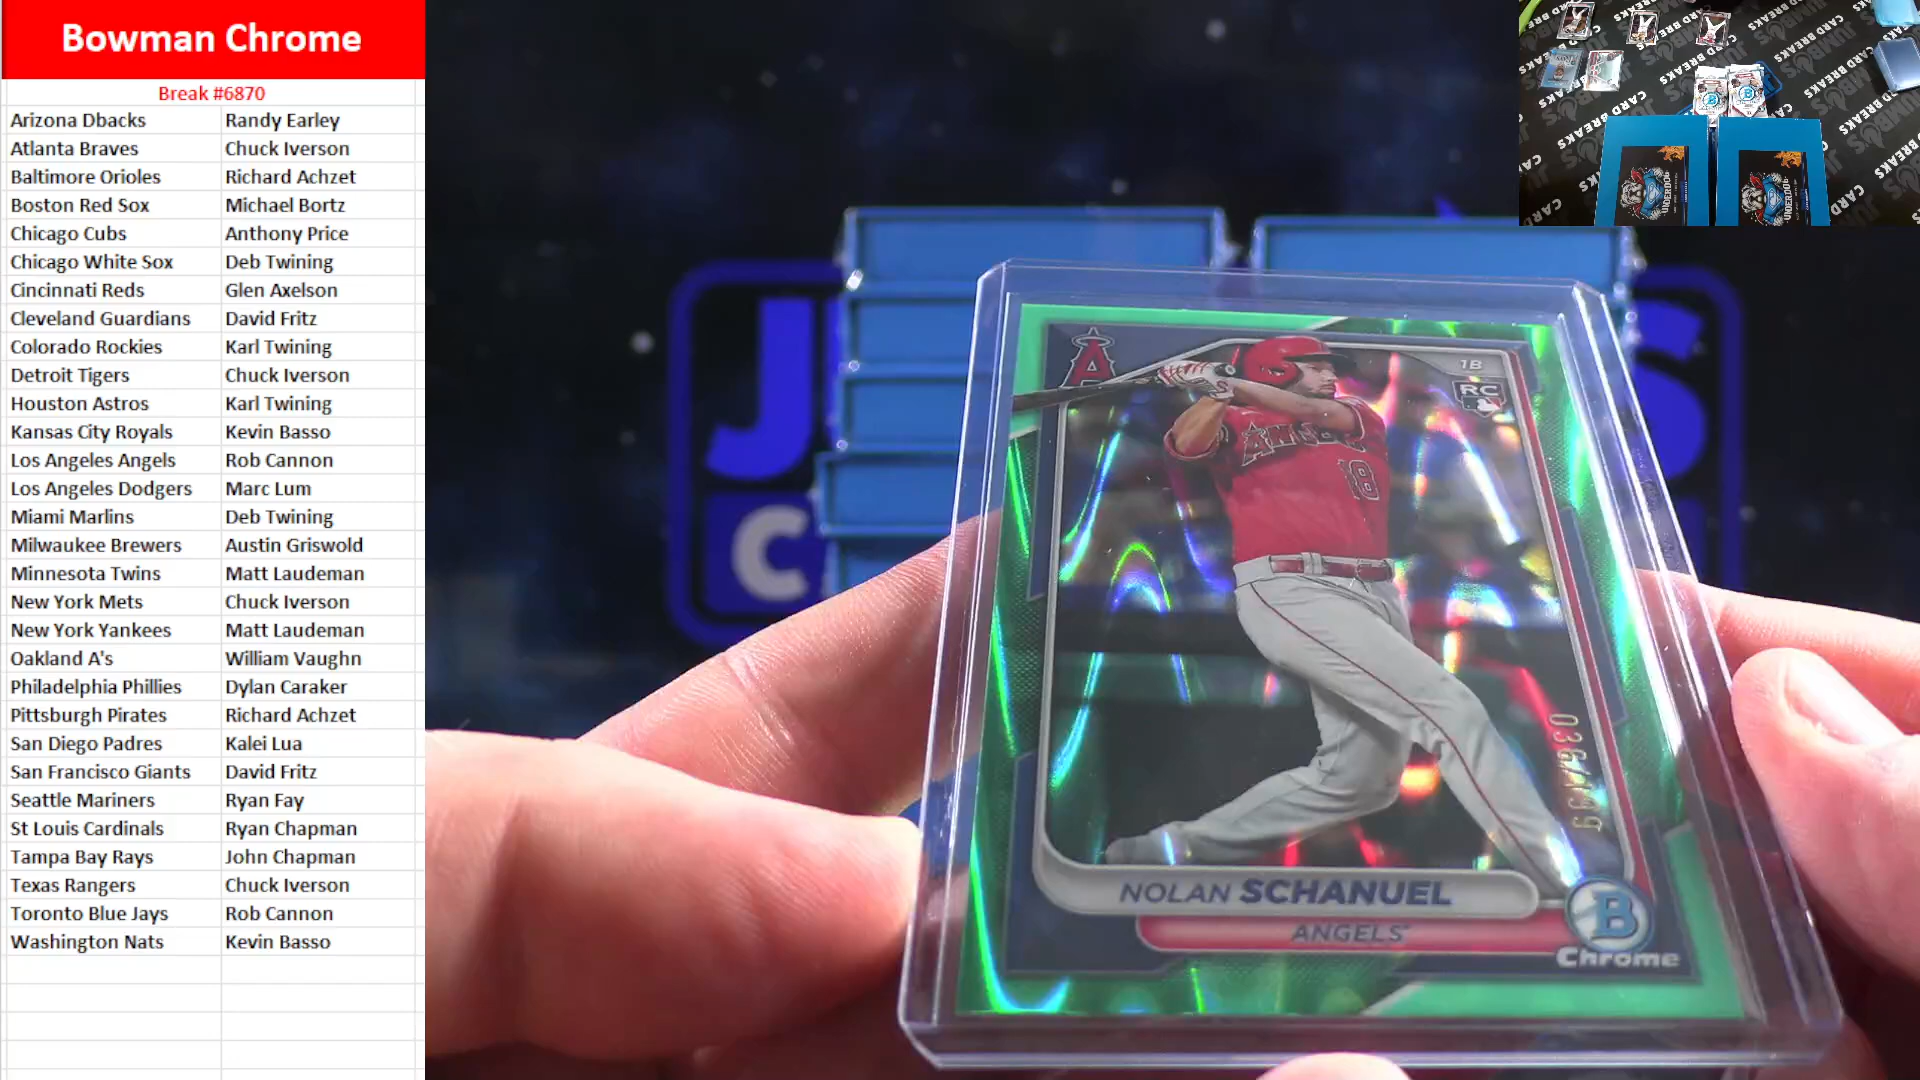 Bowman Chrome
Break #6870
Arizona Dbacks Randy Earley
Atlanta Braves Chuck Iverson
Baltimore Orioles Richard Achzet
Boston Red Sox Michael Bortz
Chicago Cubs Anthony Price
Chicago White Sox Deb Twining
Cincinnati Reds Glen Axelson
Cleveland Guardians David Fritz
Colorado Rockies Karl Twining
Detroit Tigers Chuck Iverson
Houston Astros Karl Twining
Kansas City Royals Kevin Basso
Los Angeles Angels Rob Cannon
Los Angeles Dodgers Marc Lum
Miami Marlins Deb Twining
Milwaukee Brewers Austin Griswold
Minnesota Twins Matt Laudeman
New York Mets Chuck Iverson
New York Yankees Matt Laudeman
Oakland A's William Vaughn
Philadelphia Phillies Dylan Caraker
Pittsburgh Pirates Richard Achzet
San Diego Padres Kalei Lua
San Francisco Giants David Fritz
Seattle Mariners Ryan Fay
St Louis Cardinals Ryan Chapman
Tampa Bay Rays John Chapman
Texas Rangers Chuck Iverson
Toronto Blue Jays Rob Cannon
Washington Nats Kevin Basso
CARD BREAKS
JUMBO'S
UNDERDOG
UNDERDOG
J
S
C
A
1B
RC
ANGELS
18
NOLAN SCHANUEL
ANGELS
B
Chrome